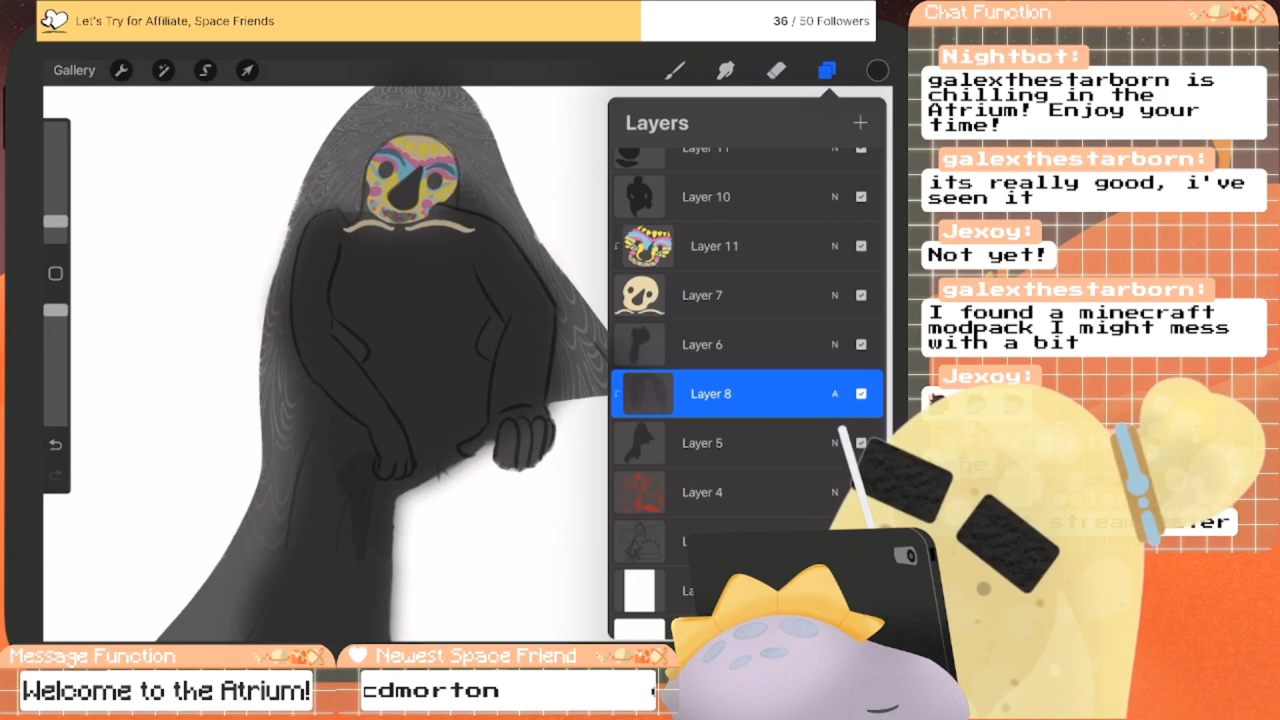 Let's Try for Affiliate, Space Friends
36 / 50 Followers
Chat Function
Gallery
Layers
Layer 11
N
Layer 10
N
Layer 11
N
Layer 7
N
Layer 6
N
Layer 8
A
Layer 5
N
Layer 4
N
L
La
Nightbot:
galexthestarborn is
chilling in the
Atrium! Enjoy your
time!
galexthestarborn:
its really good, i've
seen it
Jexoy:
Not yet!
galexthestarborn:
I found a minecraft
modpack I might mess
with a bit
Jexoy:
Message Function
Welcome to the Atrium!
Newest Space Friend
cdmorton